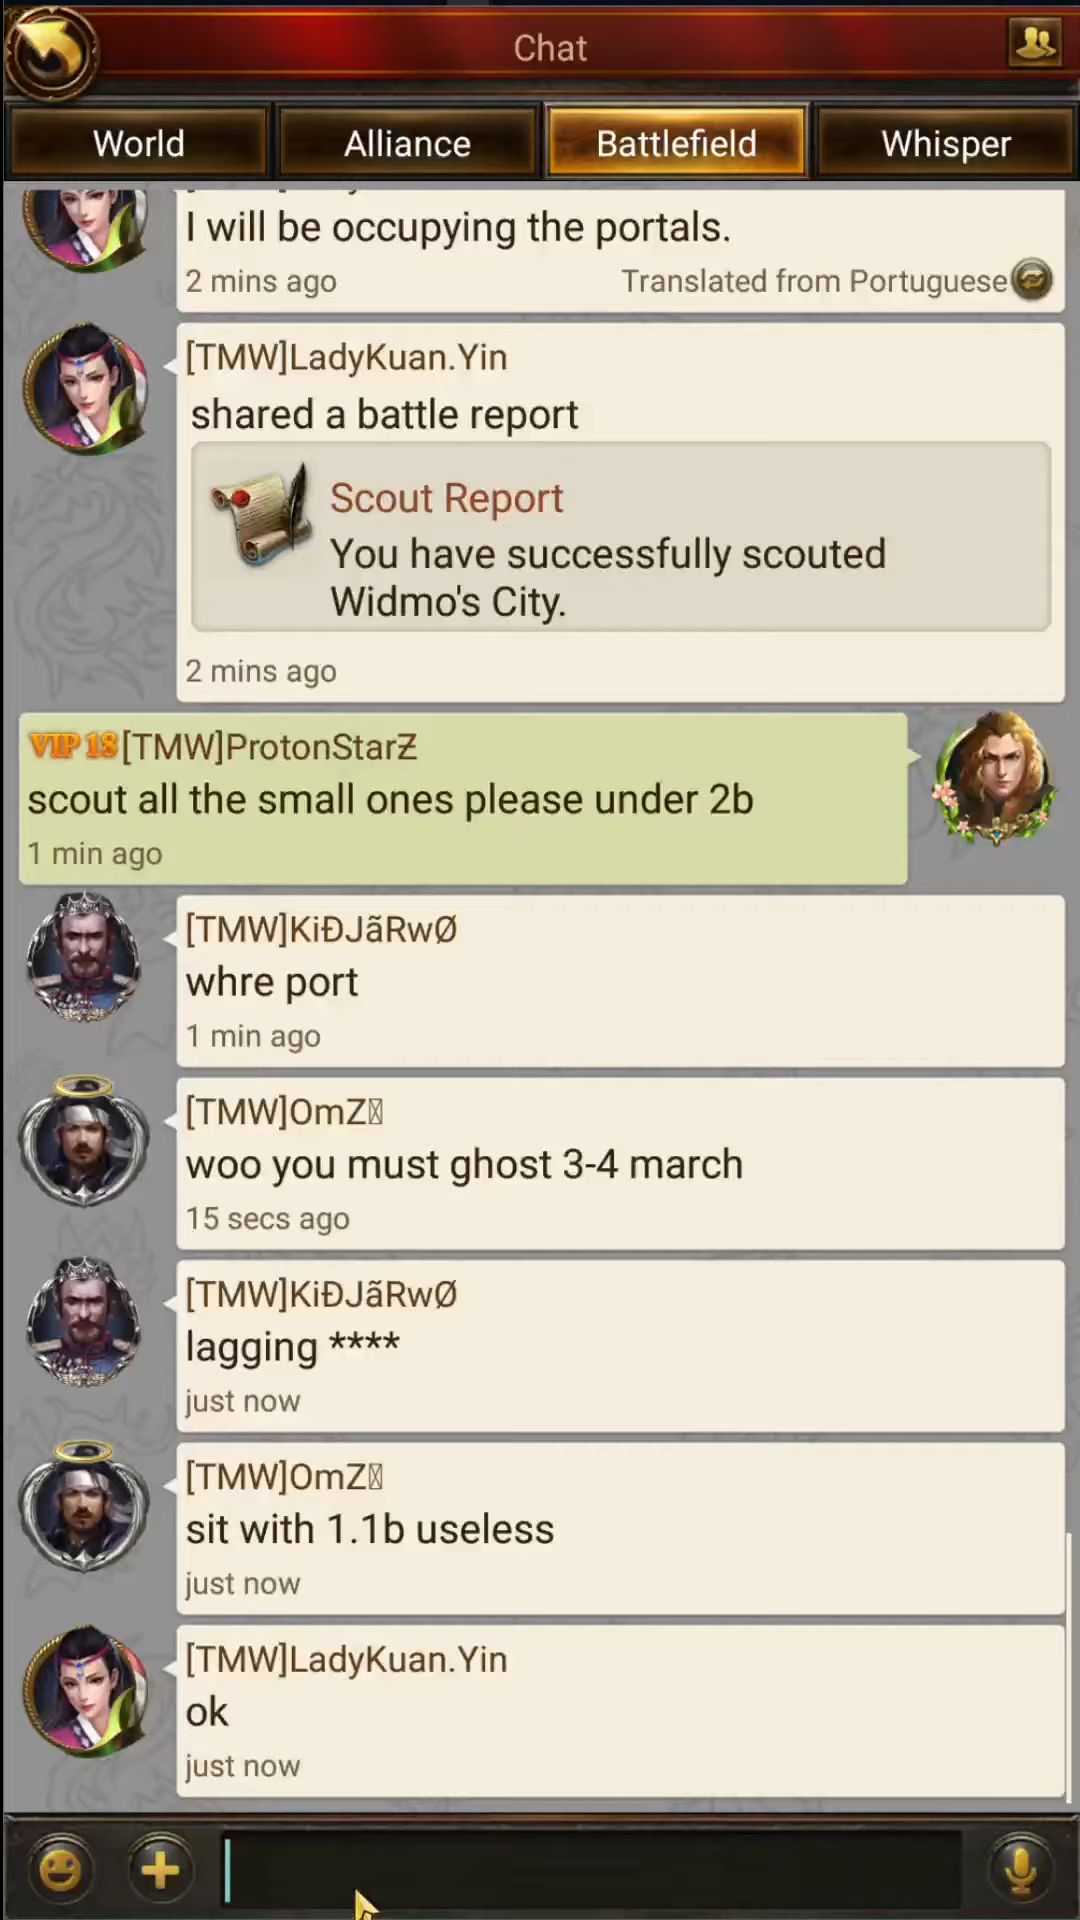 Chat
World
Alliance
Battlefield
Whisper
I will be occupying the portals.
2 mins ago
Translated from Portuguese
[TMW]LadyKuan.Yin
shared a battle report
Scout Report
You have successfully scouted
Widmo's City.
2 mins ago
VIP 18 [TMW]ProtonStarƵ
scout all the small ones please under 2b
1 min ago
[TMW]KiĐJãRwØ
whre port
1 min ago
[TMW]OmZ
woo you must ghost 3-4 march
15 secs ago
[TMW]KiĐJãRwØ
lagging ****
just now
[TMW]OmZ
sit with 1.1b useless
just now
[TMW]LadyKuan.Yin
ok
just now